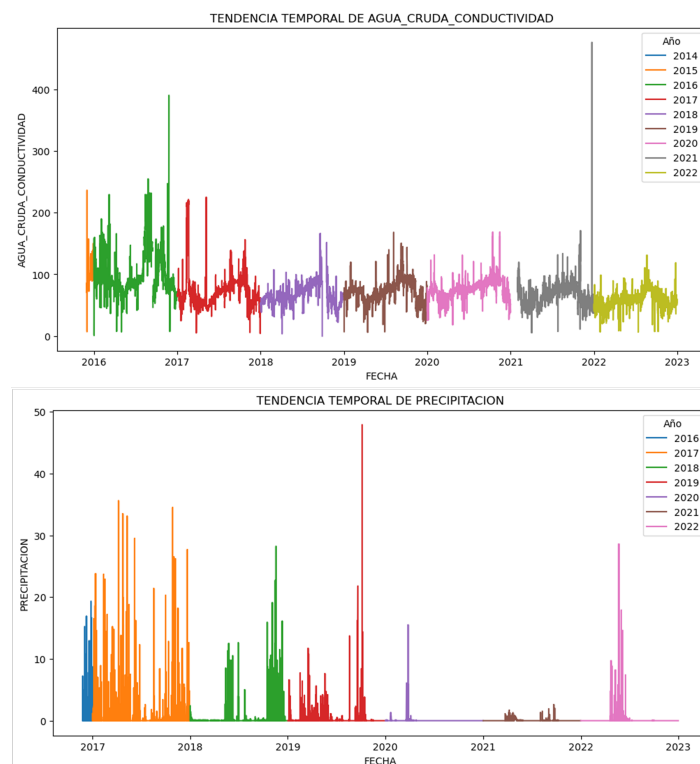 TENDENCIA TEMPORAL DE AGUA_CRUDA_CONDUCTIVIDAD
Año
2014
2015
2016
2017
2018
2019
2020
2021
2022
AGUA_CRUDA_CONDUCTIVIDAD
400
300
200
100
0
2016 2017 2018 2019 2020 2021 2022 2023
FECHA
TENDENCIA TEMPORAL DE PRECIPITACION
Año
2016
2017
2018
2019
2020
2021
2022
PRECIPITACION
50
40
30
20
10
0
2017 2018 2019 2020 2021 2022 2023
FECHA